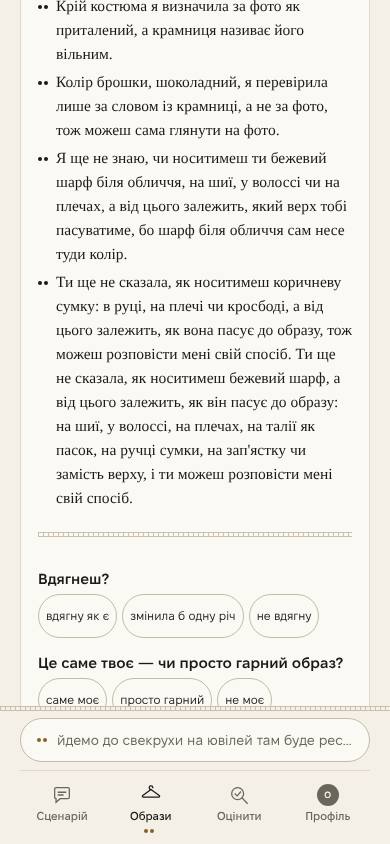 •• Крій костюма я визначила за фото як
приталений, а крамниця називає його
вільним.
•• Колір брошки, шоколадний, я перевірила
лише за словом із крамниці, а не за фото,
тож можеш сама глянути на фото.
•• Я ще не знаю, чи носитимеш ти бежевий
шарф біля обличчя, на шиї, у волоссі чи на
плечах, а від цього залежить, який верх тобі
пасуватиме, бо шарф біля обличчя сам несе
туди колір.
•• Ти ще не сказала, як носитимеш коричневу
сумку: в руці, на плечі чи кросбоді, а від
цього залежить, як вона пасує до образу, тож
можеш розповісти мені свій спосіб. Ти ще
не сказала, як носитимеш бежевий шарф, а
від цього залежить, як він пасує до образу:
на шиї, у волоссі, на плечах, на талії як
пасок, на ручці сумки, на зап'ястку чи
замість верху, і ти можеш розповісти мені
свій спосіб.
Вдягнеш?
вдягну як є змінила б одну річ не вдягну
Це саме твоє — чи просто гарний образ?
саме моє просто гарний не моє
•• йдемо до свекрухи на ювілей там буде рес...
Сценарій Образи Оцінити О Профіль